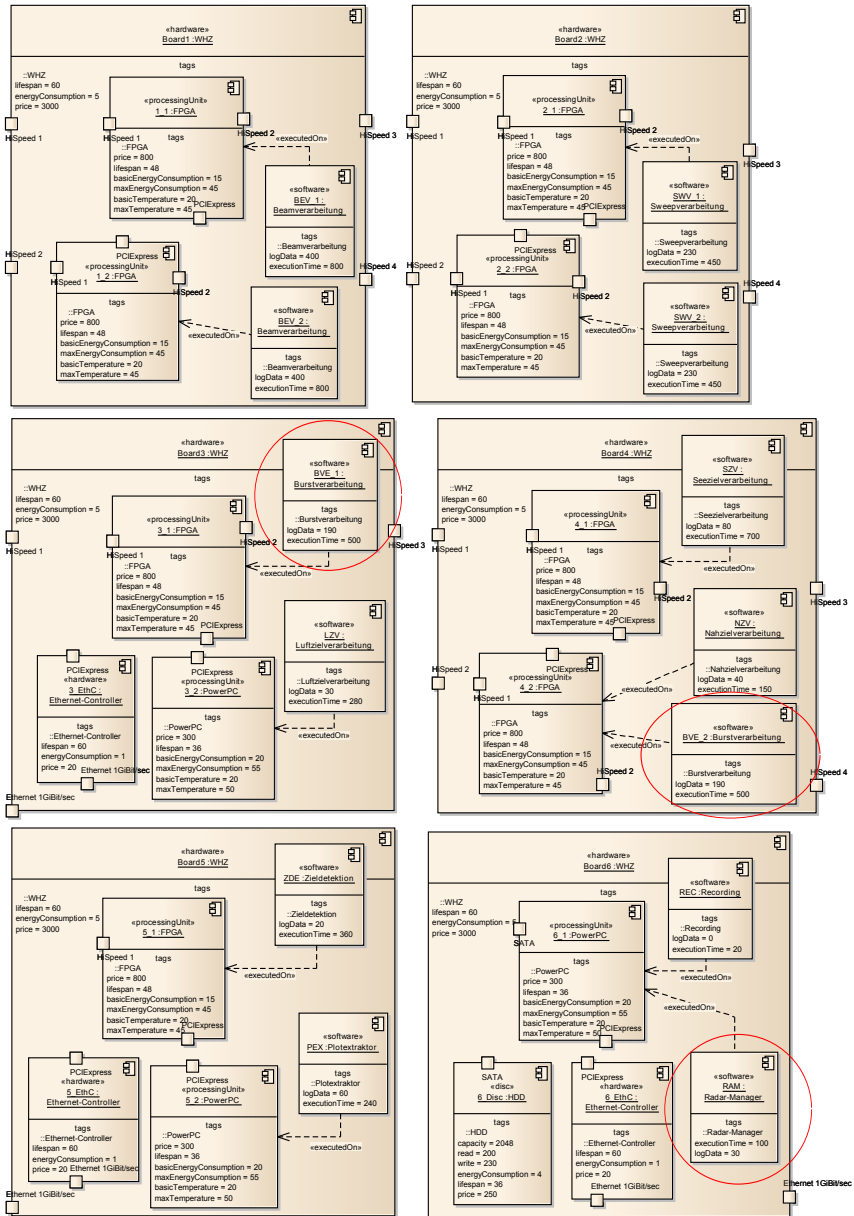 «hardware»
Board1 :WHZ
tags
::WHZ
lifespan = 60
energyConsumption = 5
price = 3000
HiSpeed 1
HiSpeed 2
HiSpeed 3
HiSpeed 4
«processingUnit»
1_1 :FPGA
HiSpeed 1
HiSpeed 2
tags
::FPGA
price = 800
lifespan = 48
basicEnergyConsumption = 15
maxEnergyConsumption = 45
basicTemperature = 20
maxTemperature = 45
PCIExpress
«executedOn»
«software»
BEV_1 :
Beamverarbeitung
tags
::Beamverarbeitung
logData = 400
executionTime = 800
PCIExpress
«processingUnit»
1_2 :FPGA
HiSpeed 1
HiSpeed 2
tags
::FPGA
price = 800
lifespan = 48
basicEnergyConsumption = 15
maxEnergyConsumption = 45
basicTemperature = 20
maxTemperature = 45
«executedOn»
«software»
BEV_2 :
Beamverarbeitung
tags
::Beamverarbeitung
logData = 400
executionTime = 800
«hardware»
Board2 :WHZ
tags
::WHZ
lifespan = 60
energyConsumption = 5
price = 3000
HiSpeed 1
HiSpeed 2
HiSpeed 3
HiSpeed 4
«processingUnit»
2_1 :FPGA
HiSpeed 1
HiSpeed 2
tags
::FPGA
price = 800
lifespan = 48
basicEnergyConsumption = 15
maxEnergyConsumption = 45
basicTemperature = 20
maxTemperature = 45
PCIExpress
«executedOn»
«software»
SWV_1 :
Sweepverarbeitung
tags
::Sweepverarbeitung
logData = 230
executionTime = 450
PCIExpress
«processingUnit»
2_2 :FPGA
HiSpeed 1
HiSpeed 2
tags
::FPGA
price = 800
lifespan = 48
basicEnergyConsumption = 15
maxEnergyConsumption = 45
basicTemperature = 20
maxTemperature = 45
«executedOn»
«software»
SWV_2 :
Sweepverarbeitung
tags
::Sweepverarbeitung
logData = 230
executionTime = 450
«hardware»
Board3 :WHZ
tags
::WHZ
lifespan = 60
energyConsumption = 5
price = 3000
HiSpeed 1
HiSpeed 3
Ethernet 1GiBit/sec
«processingUnit»
3_1 :FPGA
HiSpeed 1
HiSpeed 2
tags
::FPGA
price = 800
lifespan = 48
basicEnergyConsumption = 15
maxEnergyConsumption = 45
basicTemperature = 20
maxTemperature = 45
PCIExpress
«executedOn»
«software»
BVE_1 :
Burstverarbeitung
tags
::Burstverarbeitung
logData = 190
executionTime = 500
«software»
LZV :
Luftzielverarbeitung
tags
::Luftzielverarbeitung
logData = 30
executionTime = 280
«executedOn»
PCIExpress
«hardware»
3_EthC :
Ethernet-Controller
tags
::Ethernet-Controller
lifespan = 60
energyConsumption = 1
price = 20
Ethernet 1GiBit/sec
PCIExpress
«processingUnit»
3_2 :PowerPC
tags
::PowerPC
price = 300
lifespan = 36
basicEnergyConsumption = 20
maxEnergyConsumption = 55
basicTemperature = 20
maxTemperature = 50
«hardware»
Board4 :WHZ
tags
::WHZ
lifespan = 60
energyConsumption = 5
price = 3000
HiSpeed 1
HiSpeed 2
HiSpeed 3
HiSpeed 4
«processingUnit»
4_1 :FPGA
HiSpeed 2
tags
::FPGA
price = 800
lifespan = 48
basicEnergyConsumption = 15
maxEnergyConsumption = 45
basicTemperature = 20
maxTemperature = 45
PCIExpress
«executedOn»
«software»
SZV :
Seezielverarbeitung
tags
::Seezielverarbeitung
logData = 80
executionTime = 700
«software»
NZV :
Nahzielverarbeitung
tags
::Nahzielverarbeitung
logData = 40
executionTime = 150
«executedOn»
PCIExpress
«processingUnit»
4_2 :FPGA
HiSpeed 1
HiSpeed 2
tags
::FPGA
price = 800
lifespan = 48
basicEnergyConsumption = 15
maxEnergyConsumption = 45
basicTemperature = 20
maxTemperature = 45
«executedOn»
«software»
BVE_2 :Burstverarbeitung
tags
::Burstverarbeitung
logData = 190
executionTime = 500
«hardware»
Board5 :WHZ
tags
::WHZ
lifespan = 60
energyConsumption = 5
price = 3000
Ethernet 1GiBit/sec
«processingUnit»
5_1 :FPGA
HiSpeed 1
tags
::FPGA
price = 800
lifespan = 48
basicEnergyConsumption = 15
maxEnergyConsumption = 45
basicTemperature = 20
maxTemperature = 45
PCIExpress
«executedOn»
«software»
ZDE :Zieldetektion
tags
::Zieldetektion
logData = 20
executionTime = 360
«software»
PEX :Plotextraktor
tags
::Plotextraktor
logData = 60
executionTime = 240
«executedOn»
PCIExpress
«hardware»
5_EthC :
Ethernet-Controller
tags
::Ethernet-Controller
lifespan = 60
energyConsumption = 1
price = 20
Ethernet 1GiBit/sec
PCIExpress
«processingUnit»
5_2 :PowerPC
tags
::PowerPC
price = 300
lifespan = 36
basicEnergyConsumption = 20
maxEnergyConsumption = 55
basicTemperature = 20
maxTemperature = 50
«hardware»
Board6 :WHZ
tags
::WHZ
lifespan = 60
energyConsumption = 5
price = 3000
Ethernet 1GiBit/sec
«processingUnit»
6_1 :PowerPC
SATA
tags
::PowerPC
price = 300
lifespan = 36
basicEnergyConsumption = 20
maxEnergyConsumption = 55
basicTemperature = 20
maxTemperature = 50
PCIExpress
«executedOn»
«software»
REC :Recording
tags
::Recording
logData = 0
executionTime = 20
«executedOn»
«software»
RAM :
Radar-Manager
tags
::Radar-Manager
executionTime = 100
logData = 30
SATA
«disc»
6_Disc :HDD
tags
::HDD
capacity = 2048
read = 200
write = 230
energyConsumption = 4
lifespan = 36
price = 250
PCIExpress
«hardware»
6_EthC :
Ethernet-Controller
tags
::Ethernet-Controller
lifespan = 60
energyConsumption = 1
price = 20
Ethernet 1GiBit/sec